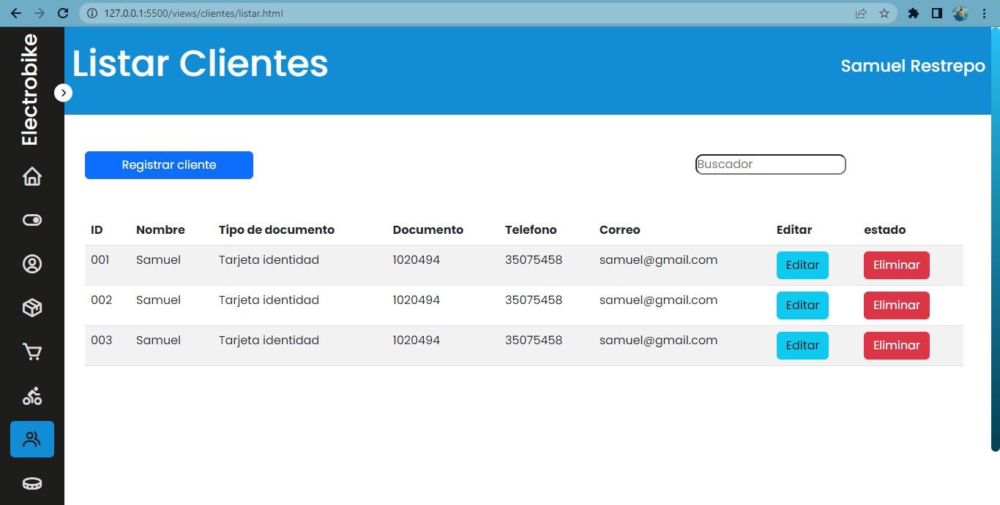 127.0.0.1:5500/views/clientes/listar.html
Electrobike
Listar Clientes
Samuel Restrepo
Registrar cliente
Buscador
ID Nombre Tipo de documento Documento Telefono Correo Editar estado
001 Samuel Tarjeta identidad 1020494 35075458 samuel@gmail.com Editar Eliminar
002 Samuel Tarjeta identidad 1020494 35075458 samuel@gmail.com Editar Eliminar
003 Samuel Tarjeta identidad 1020494 35075458 samuel@gmail.com Editar Eliminar